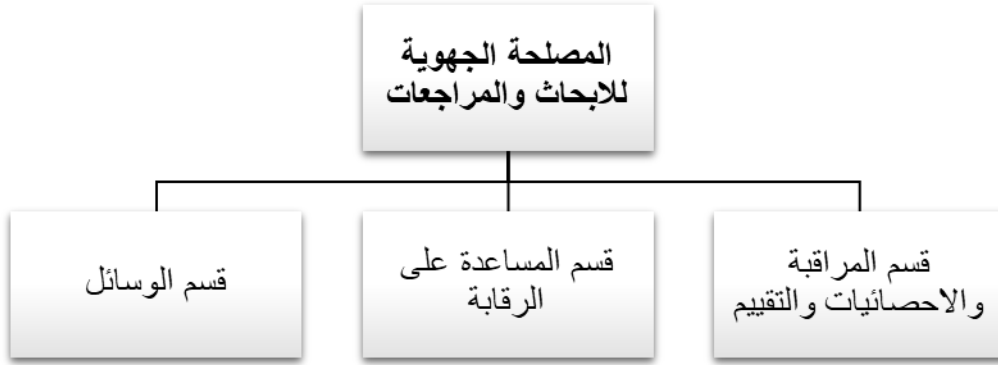 المصلحة الجهوية
للابحاث والمراجعات
قسم المراقبة
والاحصائيات والتقييم
قسم المساعدة على
الرقابة
قسم الوسائل